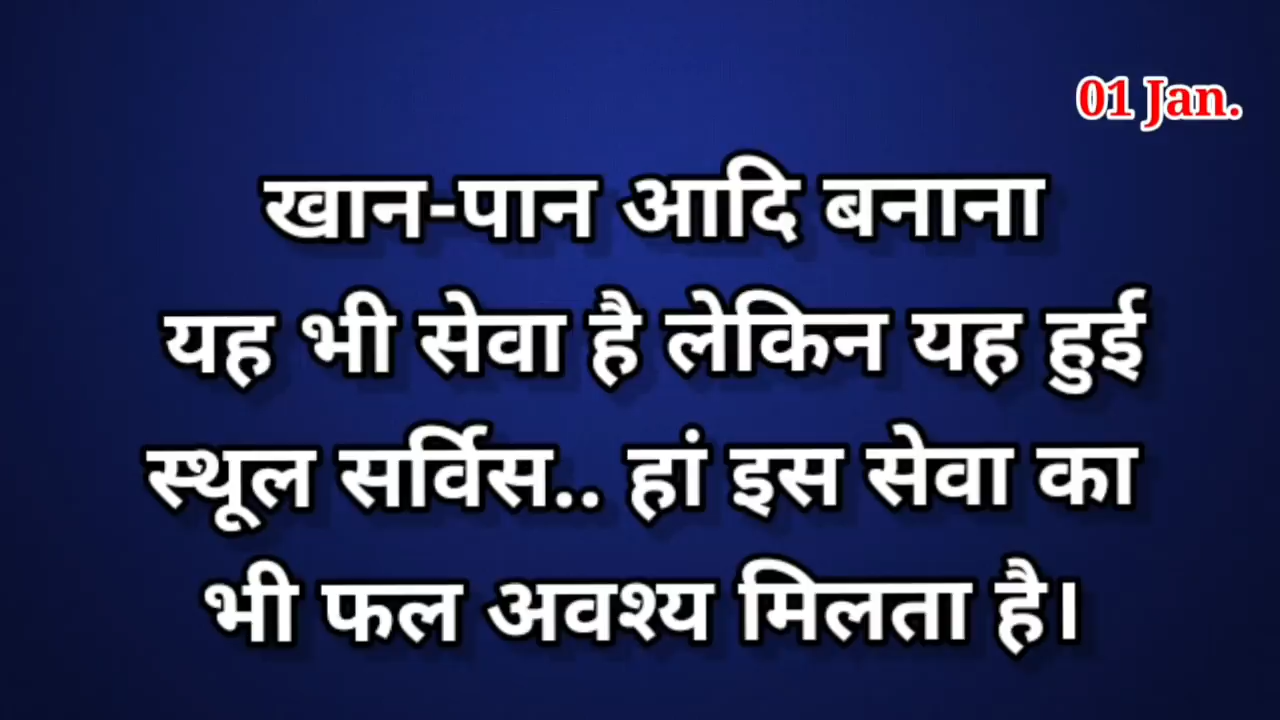 01 Jan.
खान-पान आदि बनाना
यह भी सेवा है लेकिन यह हुई
स्थूल सर्विस.. हां इस सेवा का
भी फल अवश्य मिलता है।